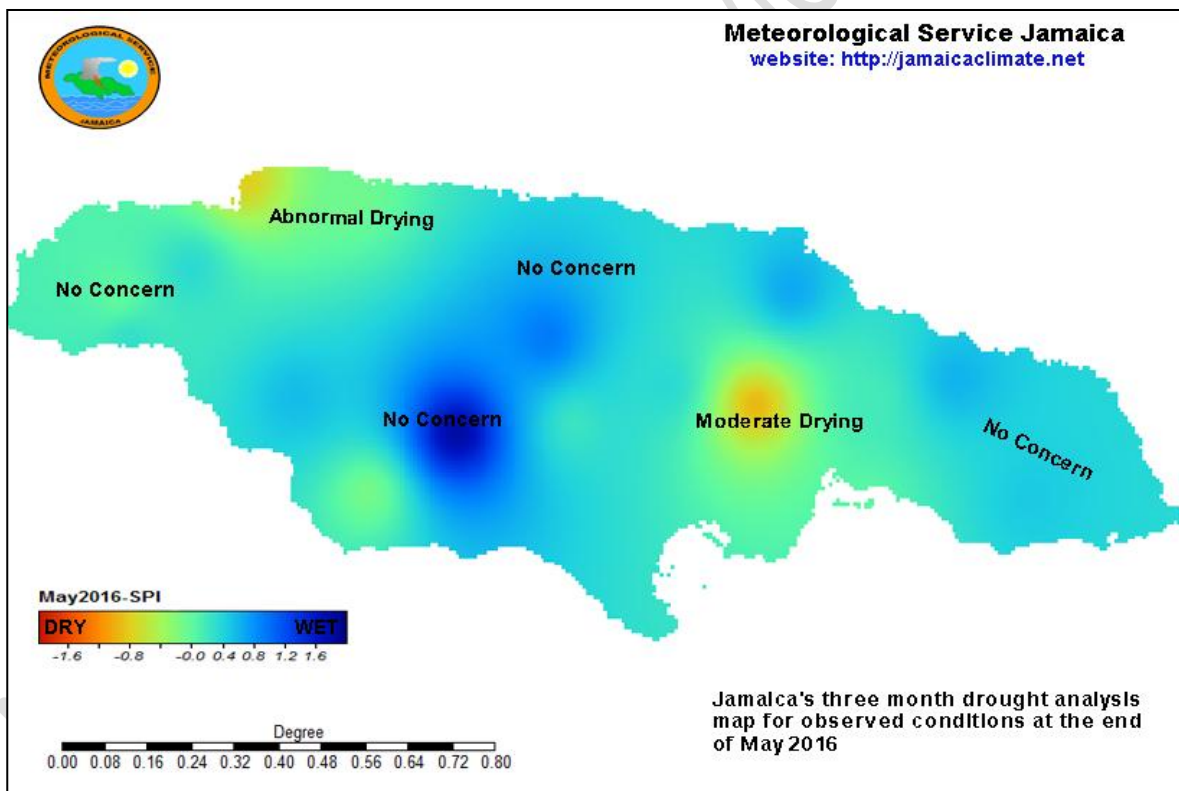 Meteorological Service Jamaica
website: http://jamaicaclimate.net
METEOROLOGICAL SERVICE
JAMAICA
Abnormal Drying
No Concern
No Concern
No Concern
Moderate Drying
No Concern
May2016-SPI
DRY WET
-1.6 -0.8 -0.0 0.4 0.8 1.2 1.6
Degree
0.00 0.08 0.16 0.24 0.32 0.40 0.48 0.56 0.64 0.72 0.80
Jamaica's three month drought analysis
map for observed conditions at the end
of May 2016